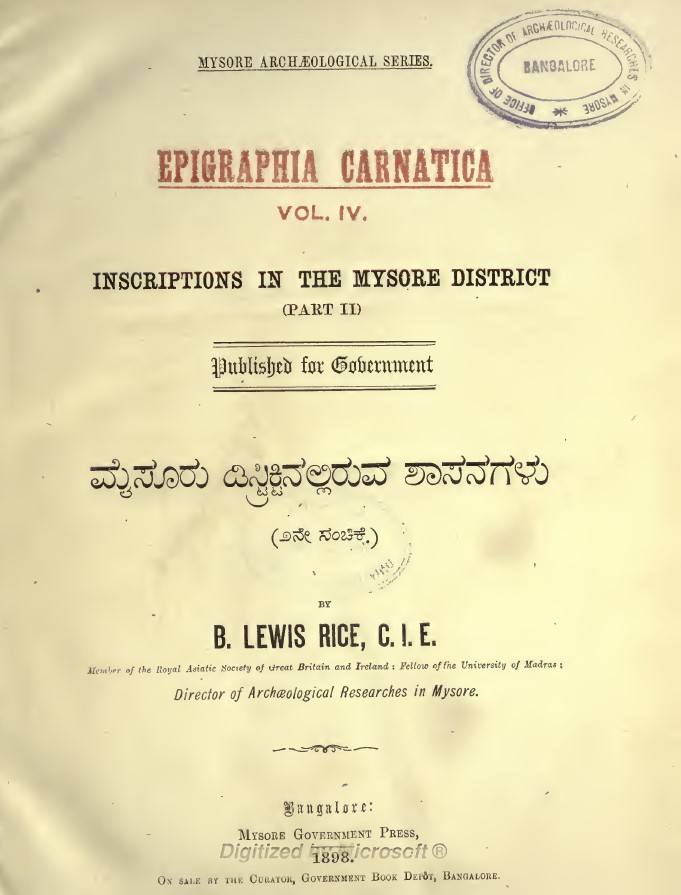 MYSORE ARCHÆOLOGICAL SERIES.
OFFICE OF DIRECTOR OF ARCHÆOLOGICAL RESEARCHES IN MYSORE
BANGALORE
EPIGRAPHIA CARNATICA
VOL. IV.
INSCRIPTIONS IN THE MYSORE DISTRICT
(PART II)
Published for Government
ಮೈಸೂರು ಡಿಸ್ಟ್ರಿಕ್ಟಿನಲ್ಲಿರುವ ಶಾಸನಗಳು
(೨ನೇ ಸಂಚಿಕೆ.)
BY
B. LEWIS RICE, C. I. E.
Member of the Royal Asiatic Society of Great Britain and Ireland; Fellow of the University of Madras;
Director of Archæological Researches in Mysore.
Bangalore:
MYSORE GOVERNMENT PRESS,
Digitized by Microsoft ®
1898.
ON SALE BY THE CURATOR, GOVERNMENT BOOK DEPÔT, BANGALORE.